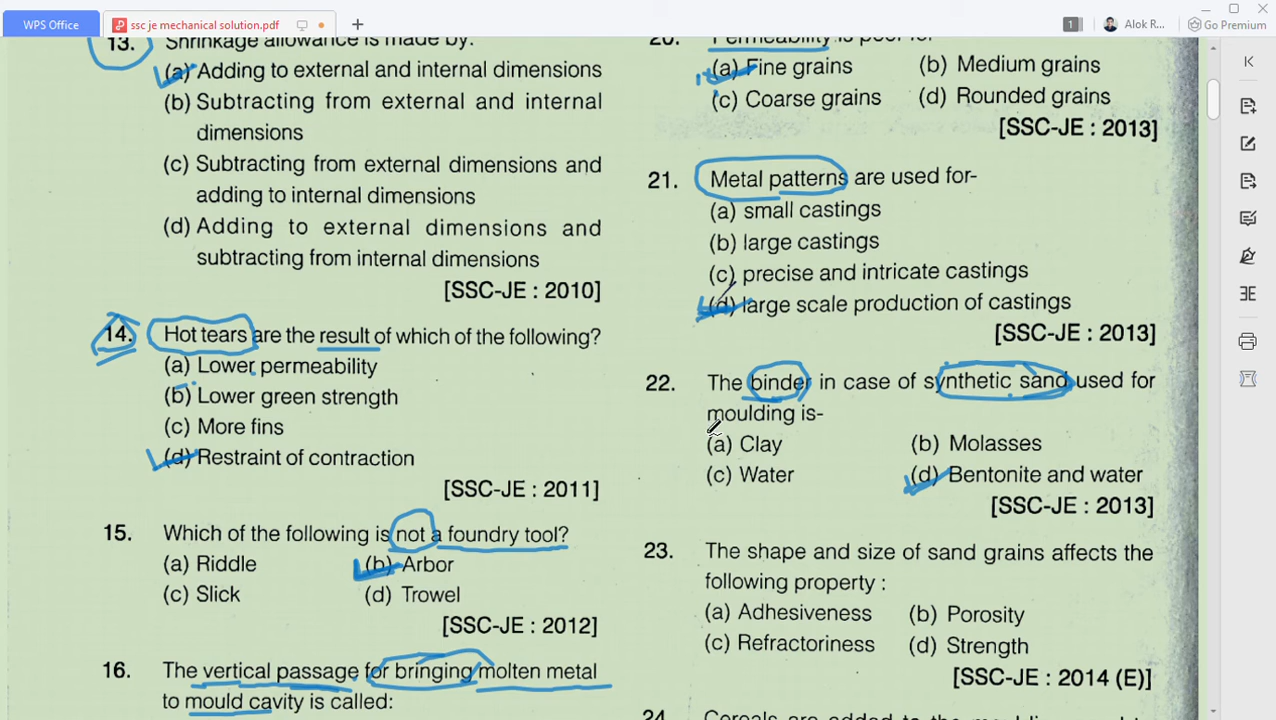 WPS Office
ssc je mechanical solution.pdf
1
Alok R...
Go Premium
13. Shrinkage allowance is made by:
(a) Adding to external and internal dimensions
(b) Subtracting from external and internal
dimensions
(c) Subtracting from external dimensions and
adding to internal dimensions
(d) Adding to external dimensions and
subtracting from internal dimensions
[SSC-JE : 2010]
14. Hot tears are the result of which of the following?
(a) Lower permeability
(b) Lower green strength
(c) More fins
(d) Restraint of contraction
[SSC-JE : 2011]
15. Which of the following is not a foundry tool?
(a) Riddle (b) Arbor
(c) Slick (d) Trowel
[SSC-JE : 2012]
16. The vertical passage for bringing molten metal
to mould cavity is called:
20. Permeability is poor for
(a) Fine grains (b) Medium grains
(c) Coarse grains (d) Rounded grains
[SSC-JE : 2013]
21. Metal patterns are used for-
(a) small castings
(b) large castings
(c) precise and intricate castings
(d) large scale production of castings
[SSC-JE : 2013]
22. The binder in case of synthetic sand used for
moulding is-
(a) Clay (b) Molasses
(c) Water (d) Bentonite and water
[SSC-JE : 2013]
23. The shape and size of sand grains affects the
following property :
(a) Adhesiveness (b) Porosity
(c) Refractoriness (d) Strength
[SSC-JE : 2014 (E)]
24. Cereals are added to the moulding